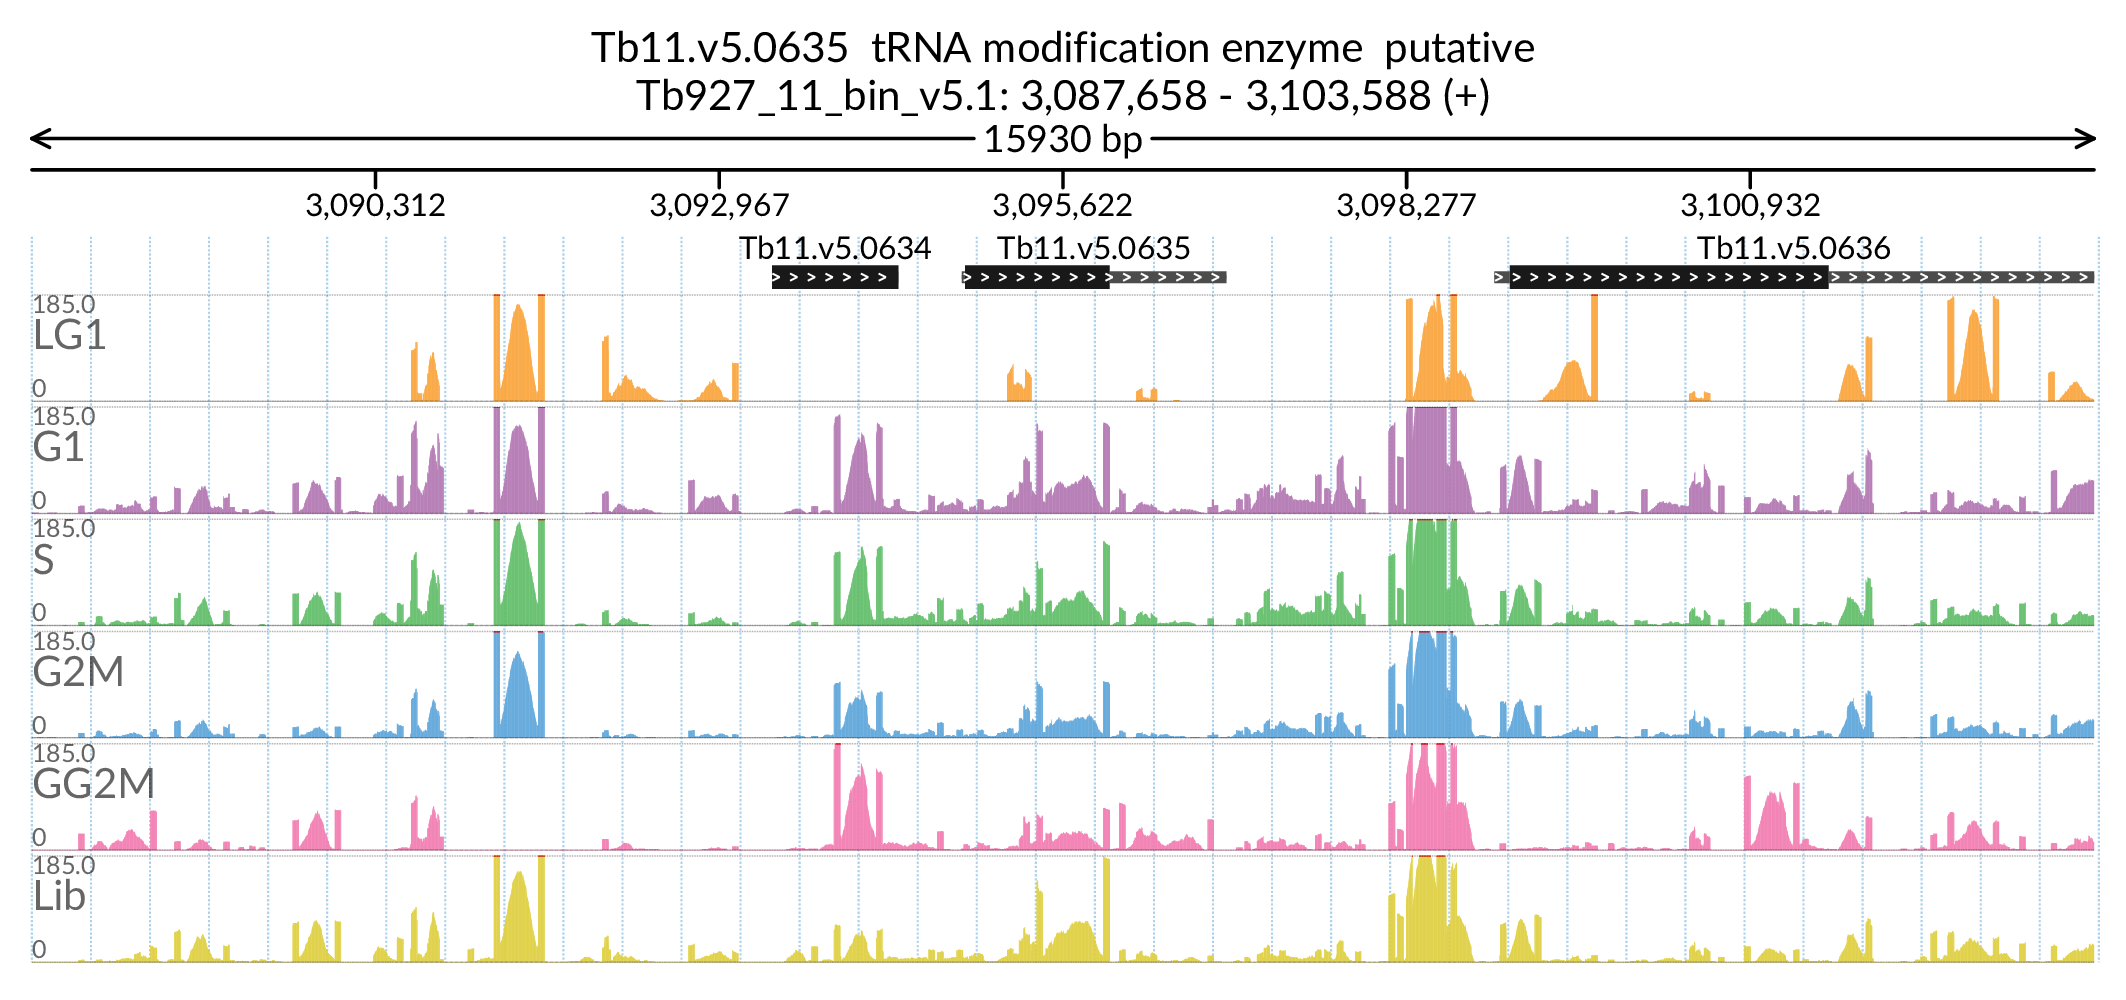 Tb11.v5.0635 tRNA modification enzyme putative
Tb927_11_bin_v5.1: 3,087,658 - 3,103,588 (+)
15930 bp
3,090,312 3,092,967 3,095,622 3,098,277 3,100,932
Tb11.v5.0634 Tb11.v5.0635 Tb11.v5.0636
185.0
LG1
0
185.0
G1
0
185.0
S
0
185.0
G2M
0
185.0
GG2M
0
185.0
Lib
0